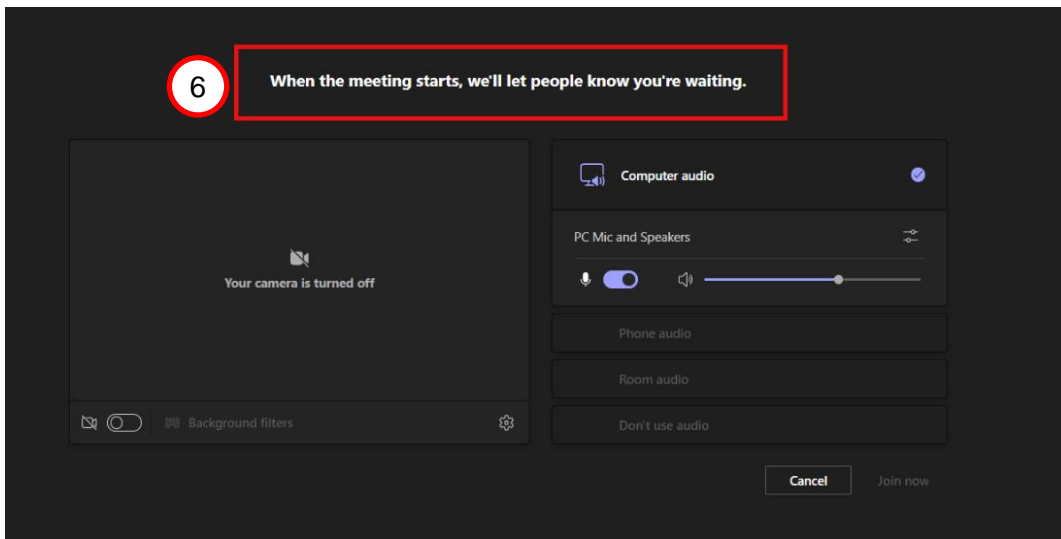 6
When the meeting starts, we'll let people know you're waiting.
Your camera is turned off
Background filters
Computer audio
PC Mic and Speakers
Phone audio
Room audio
Don't use audio
Cancel
Join now